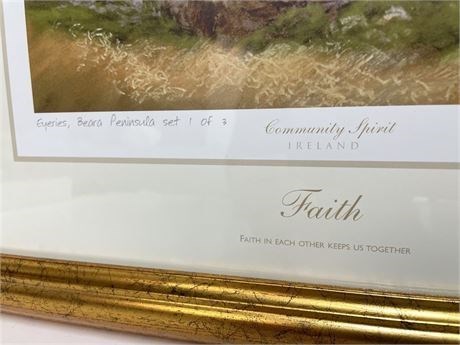 Eyeries, Beara Peninsula set 1 of 3
Community Spirit
IRELAND
Faith
FAITH IN EACH OTHER KEEPS US TOGETHER